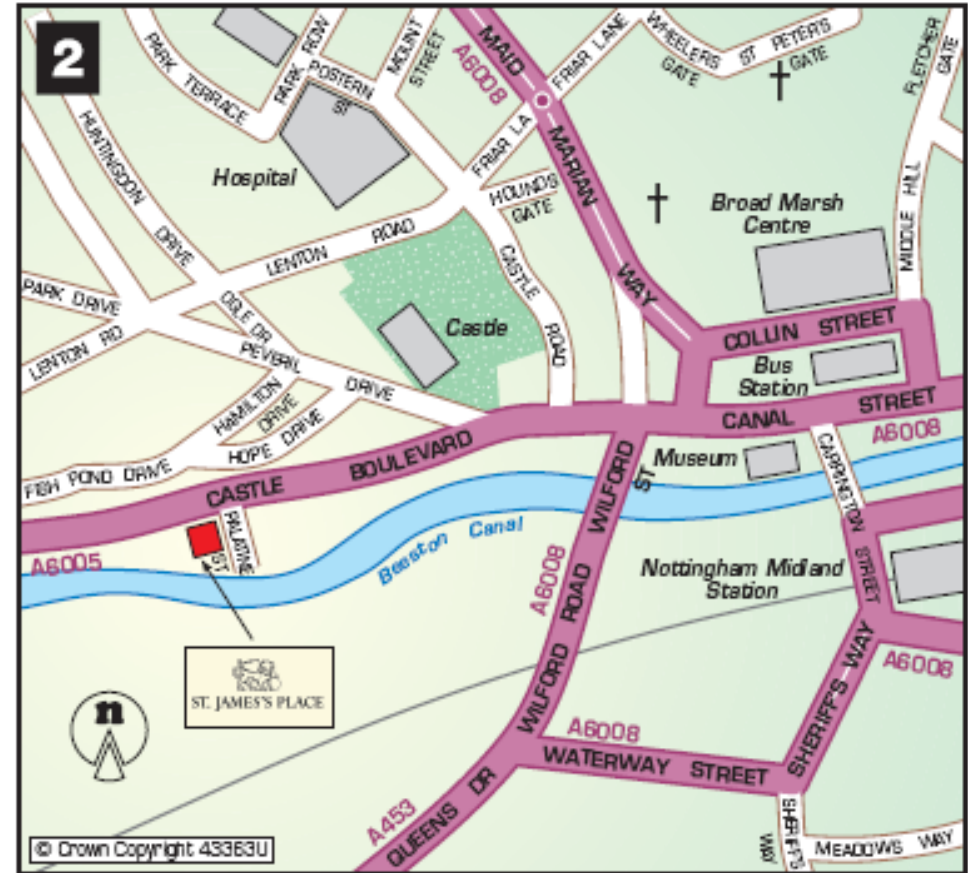 2
PARK TERRACE
PARK ROW
POSTERN
ST
MOUNT
STREET
A6008
MAID
MARIAN
WAY
FRIAR LANE
WHEELERS
GATE
ST PETER'S
GATE
FLETCHER
GATE
HUNTINGDON
DRIVE
Hospital
FRIAR LA
HOUNDS
GATE
Broad Marsh
Centre
MIDDLE HILL
LENTON ROAD
CASTLE
ROAD
PARK DRIVE
OGLE DR
LENTON RD
PEVERIL
DRIVE
Castle
COLLIN STREET
Bus
Station
HAMILTON
DRIVE
HOPE DRIVE
FISH POND DRIVE
CANAL STREET
A6008
CASTLE BOULEVARD
Museum
WILFORD
ST
CARRINGTON
STREET
PALATINE
ST
A6005
Beeston Canal
A6008
WILFORD ROAD
Nottingham Midland
Station
ST. JAMES'S PLACE
A6008
SHERIFF'S WAY
n
A6008
WATERWAY STREET
A453
QUEENS DR
SHERIFF'S
WAY
MEADOWS WAY
© Crown Copyright 43363U